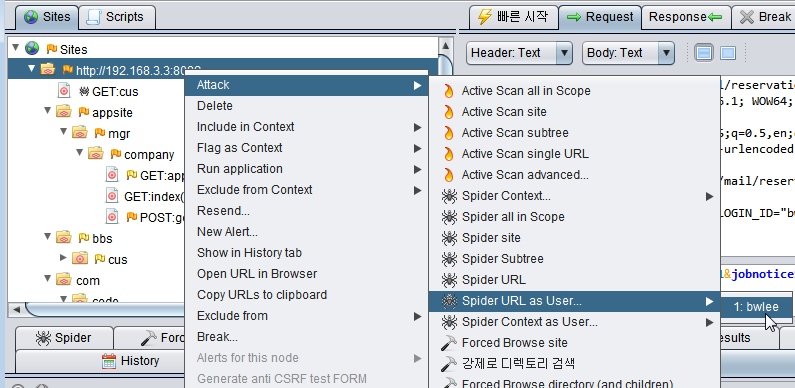 Sites
Scripts
빠른 시작
Request
Response
Break
Sites
http://192.168.3.3:80
GET:cus
appsite
mgr
company
GET:app
GET:index(
POST:g
bbs
cus
com
code
Header: Text
Body: Text
l/reservatio
6.1; WOW64;
;q=0.5,en;q
-urlencoded
/mail/reser
LOGIN_ID="bw
&jobnotice
Attack
Delete
Include in Context
Flag as Context
Run application
Exclude from Context
Resend...
New Alert...
Show in History tab
Open URL in Browser
Copy URLs to clipboard
Exclude from
Break...
Alerts for this node
Generate anti CSRF test FORM
Active Scan all in Scope
Active Scan site
Active Scan subtree
Active Scan single URL
Active Scan advanced...
Spider Context...
Spider all in Scope
Spider site
Spider Subtree
Spider URL
Spider URL as User...
Spider Context as User...
Forced Browse site
강제로 디렉토리 검색
Forced Browse directory (and children)
1: bwlee
Spider
Forc
esults
History